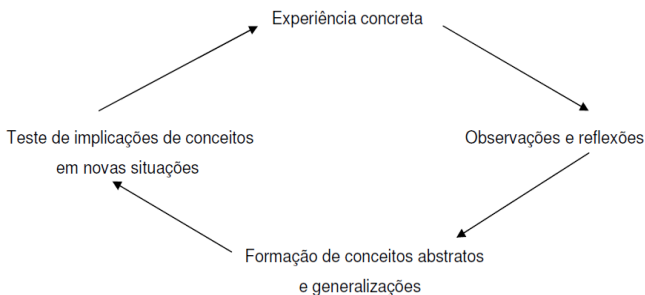 Experiência concreta
Teste de implicações de conceitos
em novas situações
Observações e reflexões
Formação de conceitos abstratos
e generalizações